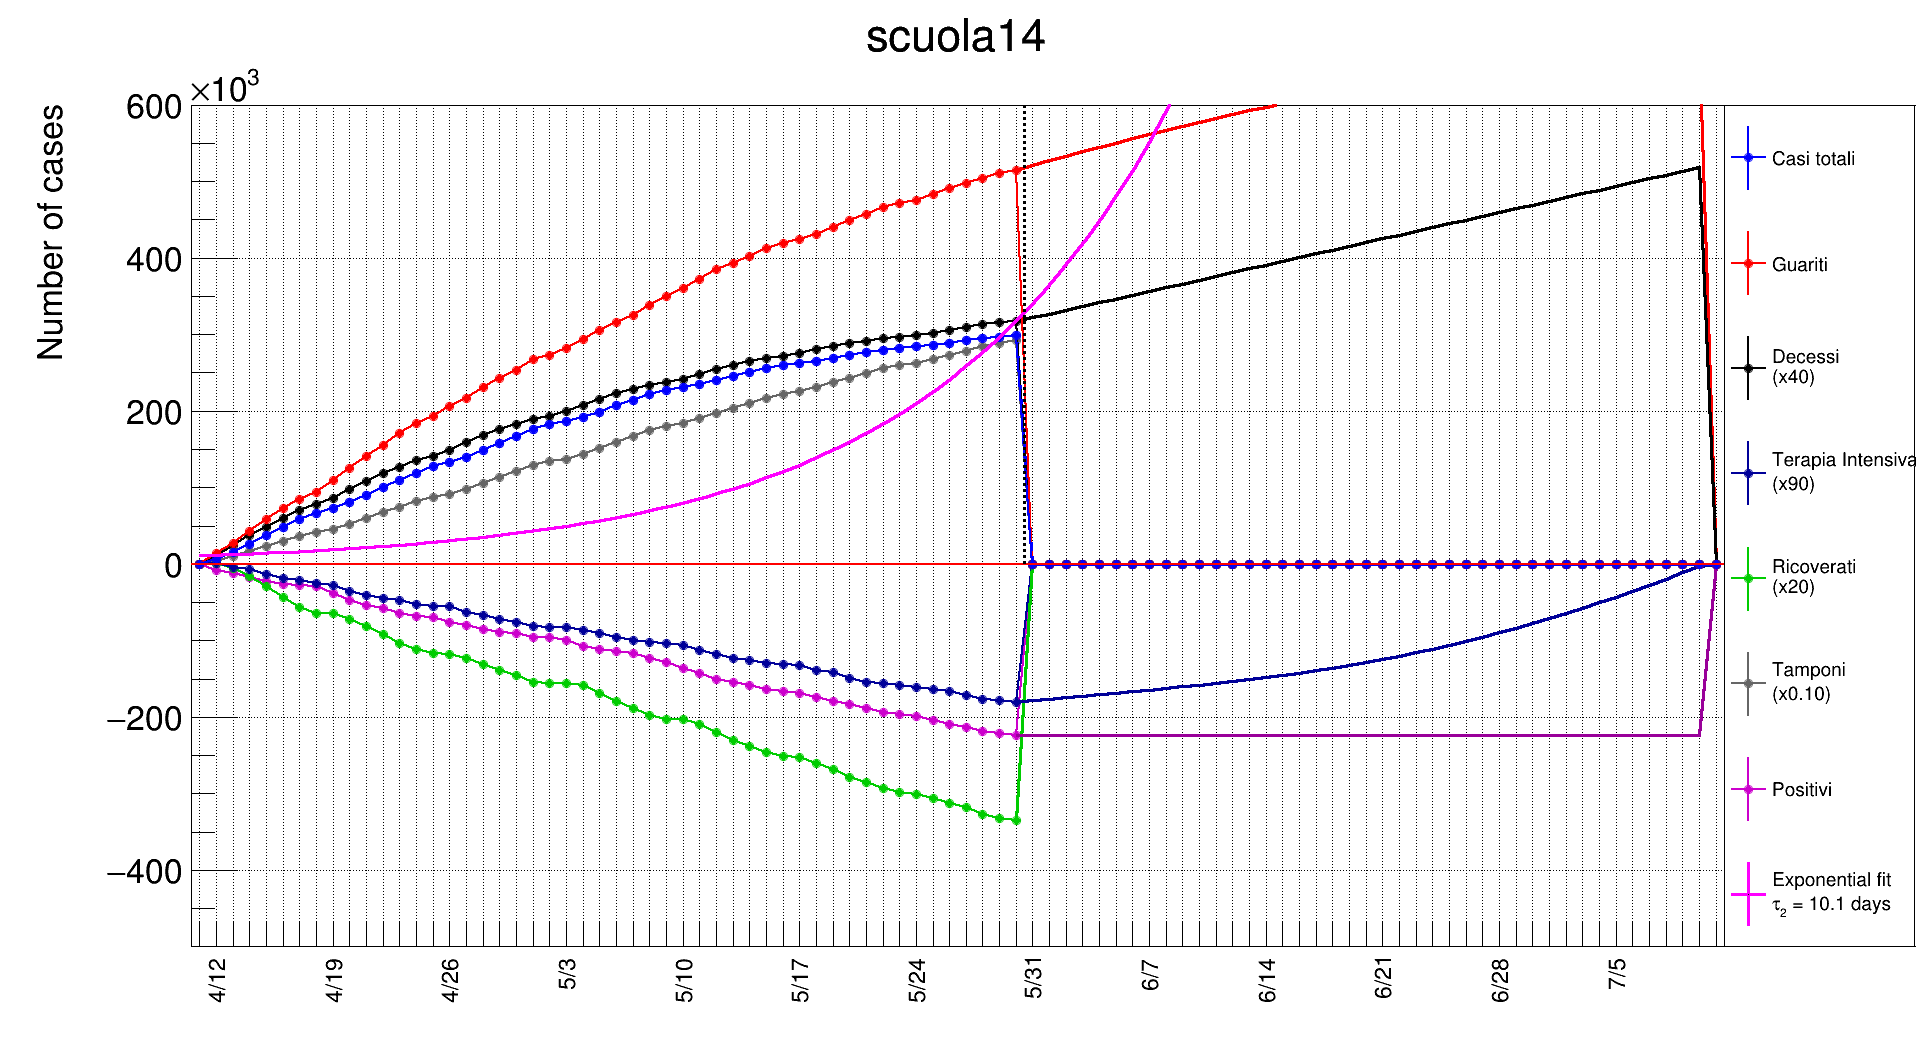 scuola14
×10³
Number of cases
600
400
200
0
−200
−400
4/12
4/19
4/26
5/3
5/10
5/17
5/24
5/31
6/7
6/14
6/21
6/28
7/5
Casi totali
Guariti
Decessi
(x40)
Terapia Intensiva
(x90)
Ricoverati
(x20)
Tamponi
(x0.10)
Positivi
Exponential fit
τ₂ = 10.1 days